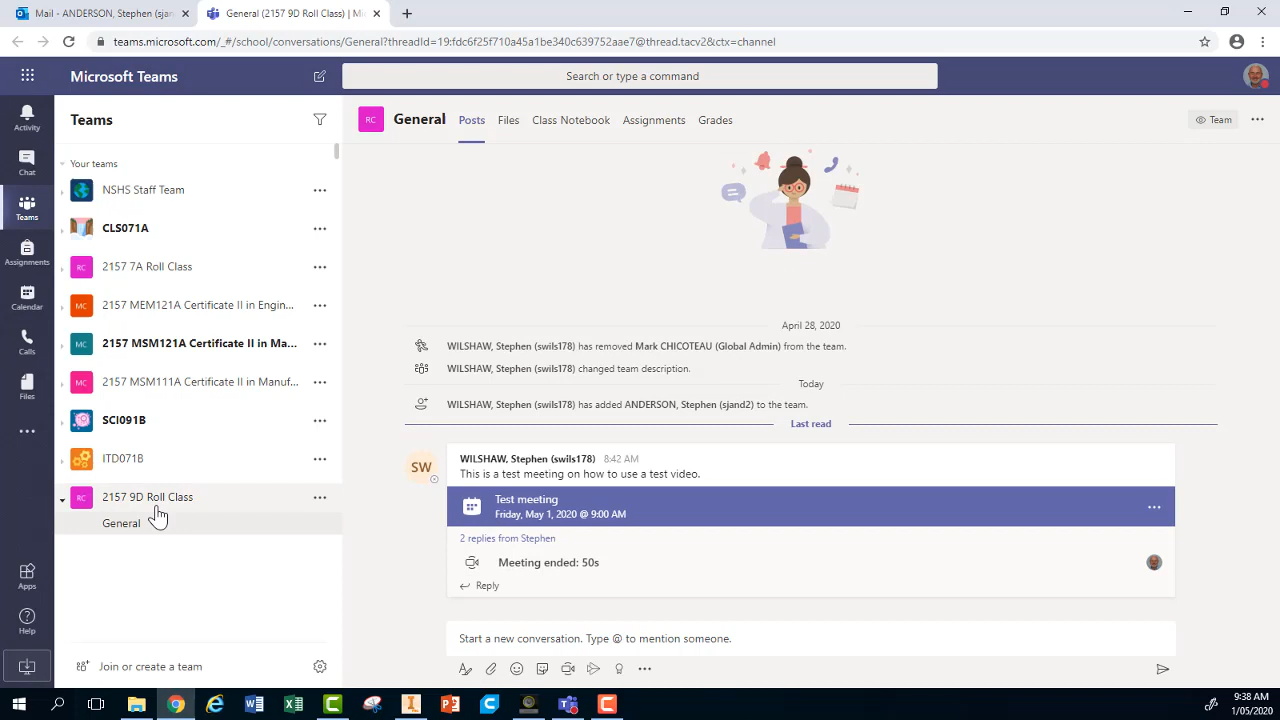 Mail - ANDERSON, Stephen (sjan
General (2157 9D Roll Class) | Mi
teams.microsoft.com/_#/school/conversations/General?threadId=19:fdc6f25f710a45a1be340c639752aae7@thread.tacv2&ctx=channel
Microsoft Teams
Search or type a command
Activity
Chat
Teams
Assignments
Calendar
Calls
Files
Apps
Help
Teams
Your teams
NSHS Staff Team
CLS071A
RC 2157 7A Roll Class
MC 2157 MEM121A Certificate II in Engin...
MC 2157 MSM121A Certificate II in Ma...
MC 2157 MSM111A Certificate II in Manuf...
SCI091B
ITD071B
RC 2157 9D Roll Class
General
Join or create a team
RC General Posts Files Class Notebook Assignments Grades
Team
April 28, 2020
WILSHAW, Stephen (swils178) has removed Mark CHICOTEAU (Global Admin) from the team.
WILSHAW, Stephen (swils178) changed team description.
Today
WILSHAW, Stephen (swils178) has added ANDERSON, Stephen (sjand2) to the team.
Last read
SW
WILSHAW, Stephen (swils178) 8:42 AM
This is a test meeting on how to use a test video.
Test meeting
Friday, May 1, 2020 @ 9:00 AM
2 replies from Stephen
Meeting ended: 50s
Reply
Start a new conversation. Type @ to mention someone.
9:38 AM
1/05/2020